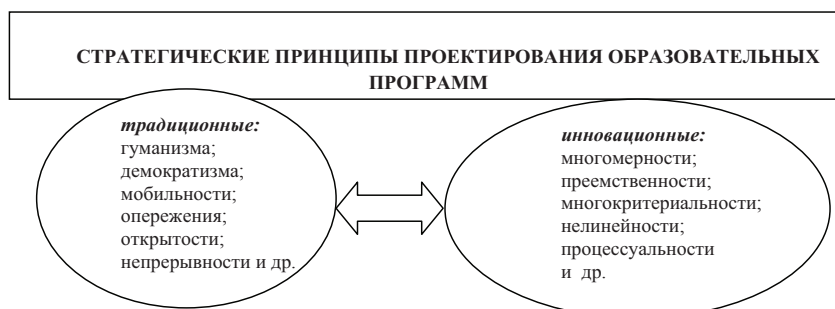 СТРАТЕГИЧЕСКИЕ ПРИНЦИПЫ ПРОЕКТИРОВАНИЯ ОБРАЗОВАТЕЛЬНЫХ
ПРОГРАММ
традиционные:
гуманизма;
демократизма;
мобильности;
опережения;
открытости;
непрерывности и др.
инновационные:
многомерности;
преемственности;
многокритериальности;
нелинейности;
процессуальности
и др.